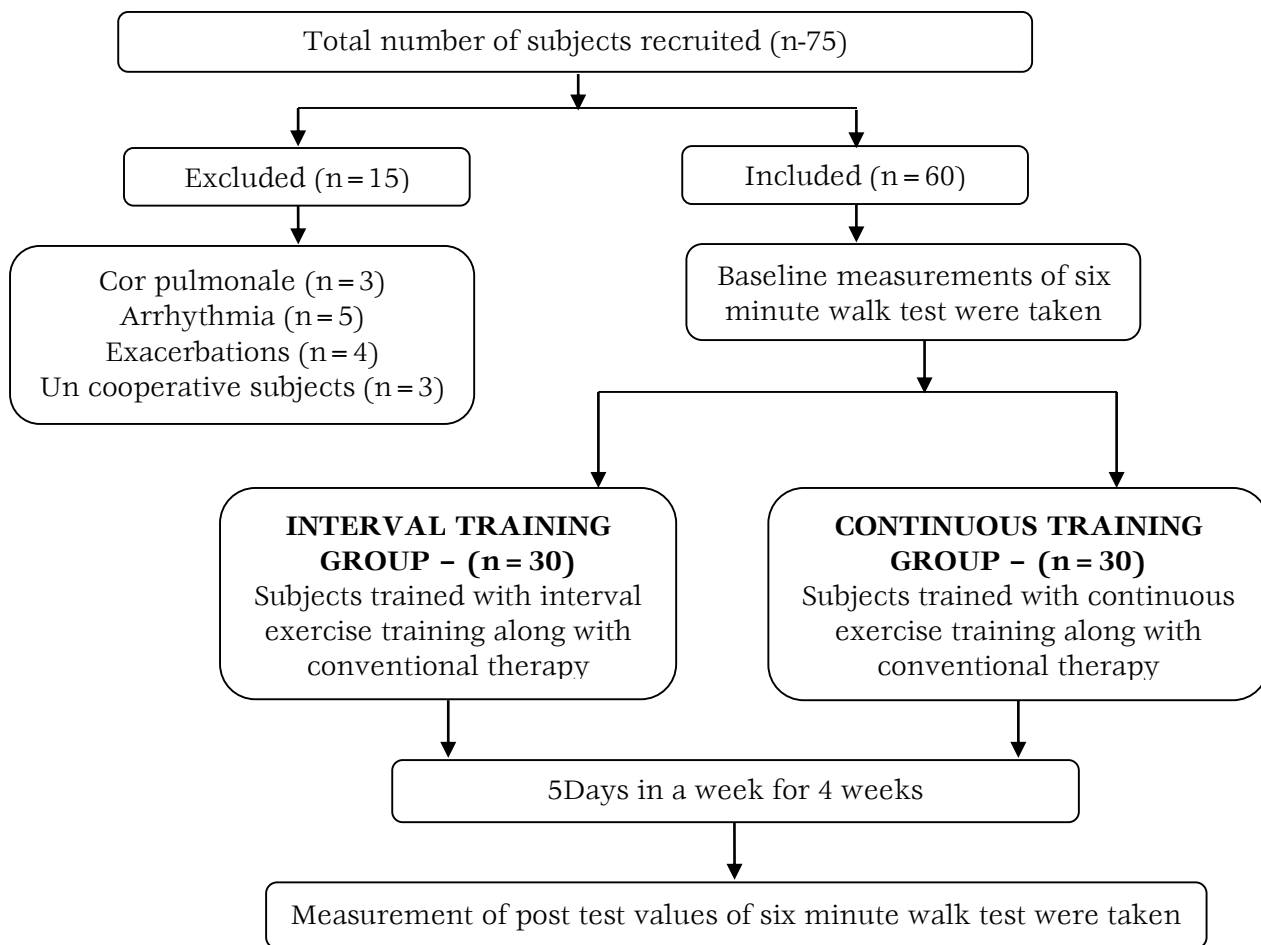 Total number of subjects recruited (n-75)
Excluded (n=15)
Included (n=60)
Cor pulmonale (n=3)
Arrhythmia (n=5)
Exacerbations (n=4)
Un cooperative subjects (n=3)
Baseline measurements of six
minute walk test were taken
INTERVAL TRAINING
GROUP – (n=30)
Subjects trained with interval
exercise training along with
conventional therapy
CONTINUOUS TRAINING
GROUP – (n=30)
Subjects trained with continuous
exercise training along with
conventional therapy
5Days in a week for 4 weeks
Measurement of post test values of six minute walk test were taken